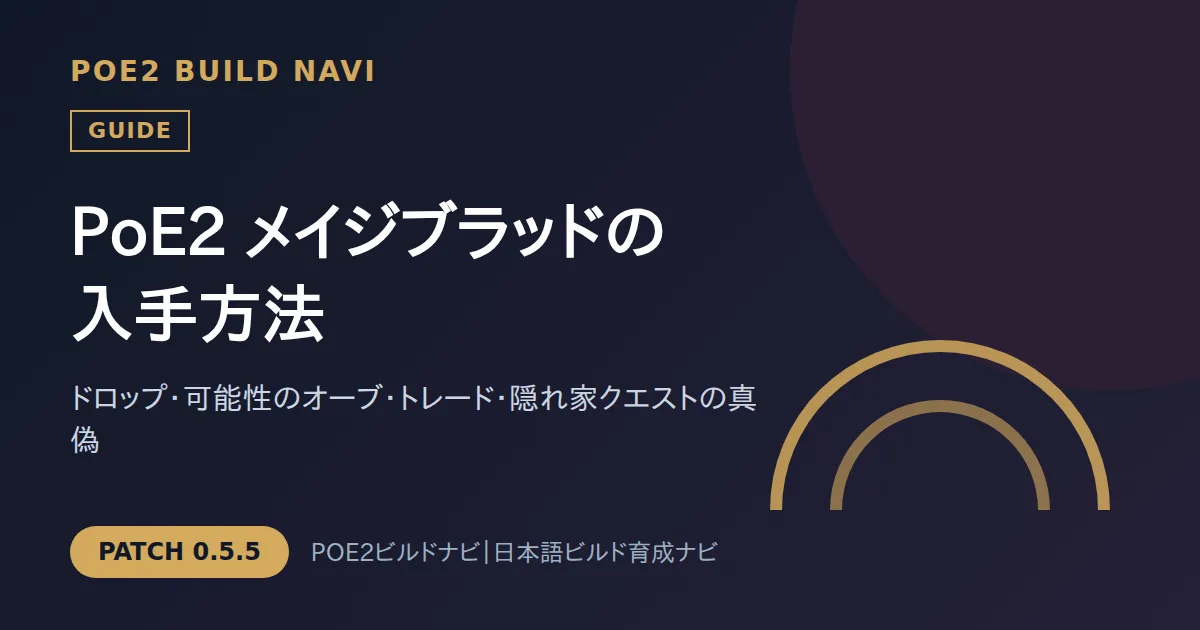 POE2 BUILD NAVI
GUIDE
PoE2 メイジブラッドの
入手方法
ドロップ・可能性のオーブ・トレード・隠れ家クエストの真
偽
PATCH 0.5.5
POE2ビルドナビ|日本語ビルド育成ナビ